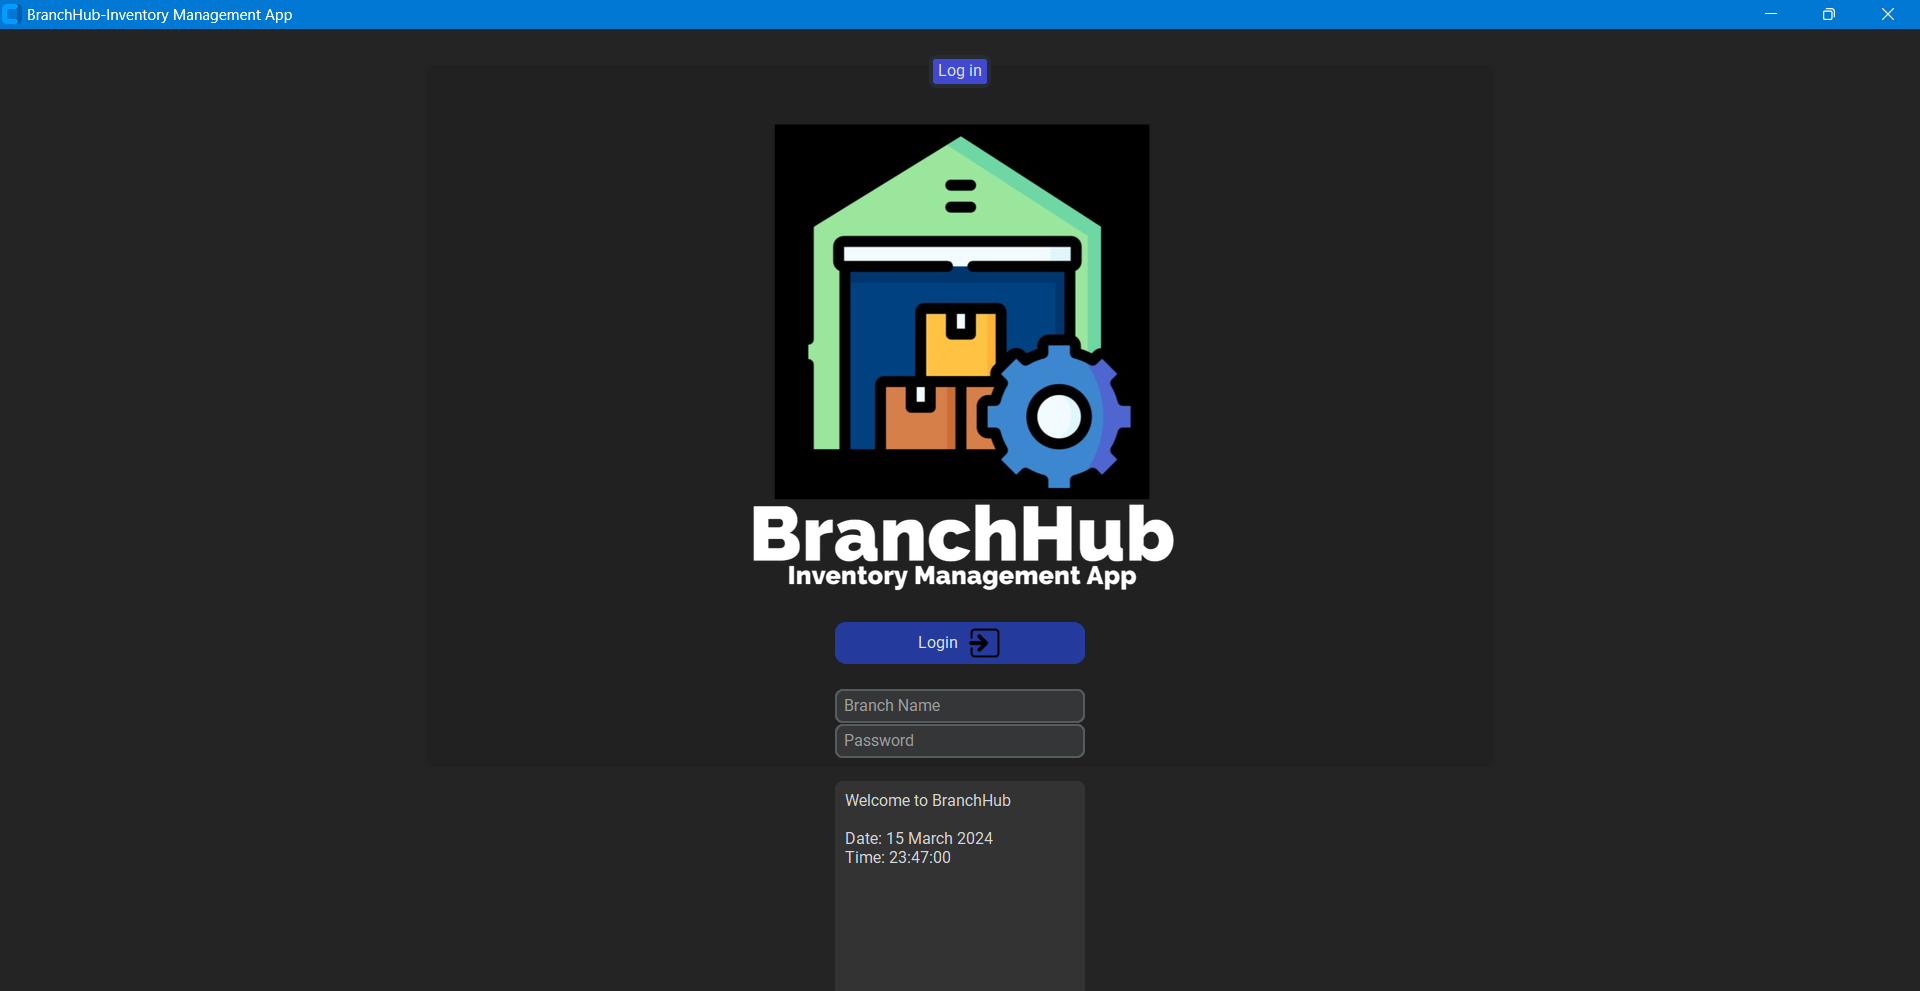 BranchHub-Inventory Management App
Log in
BranchHub
Inventory Management App
Login
Branch Name
Password
Welcome to BranchHub
Date: 15 March 2024
Time: 23:47:00